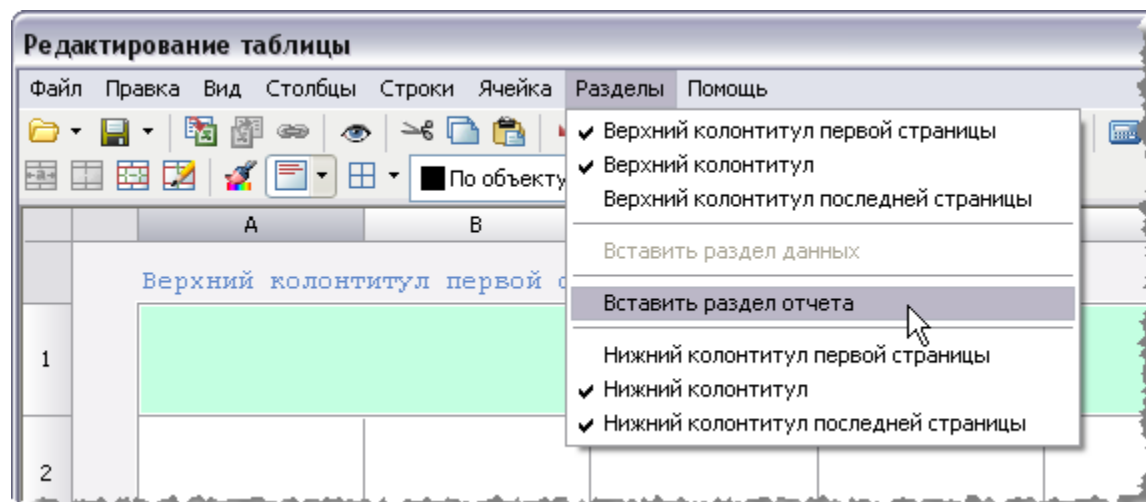 Редактирование таблицы
Файл Правка Вид Столбцы Строки Ячейка Разделы Помощь
Верхний колонтитул первой страницы
Верхний колонтитул
Верхний колонтитул последней страницы
Вставить раздел данных
Вставить раздел отчета
Нижний колонтитул первой страницы
Нижний колонтитул
Нижний колонтитул последней страницы
По объекту
A B
Верхний колонтитул первой
1
2